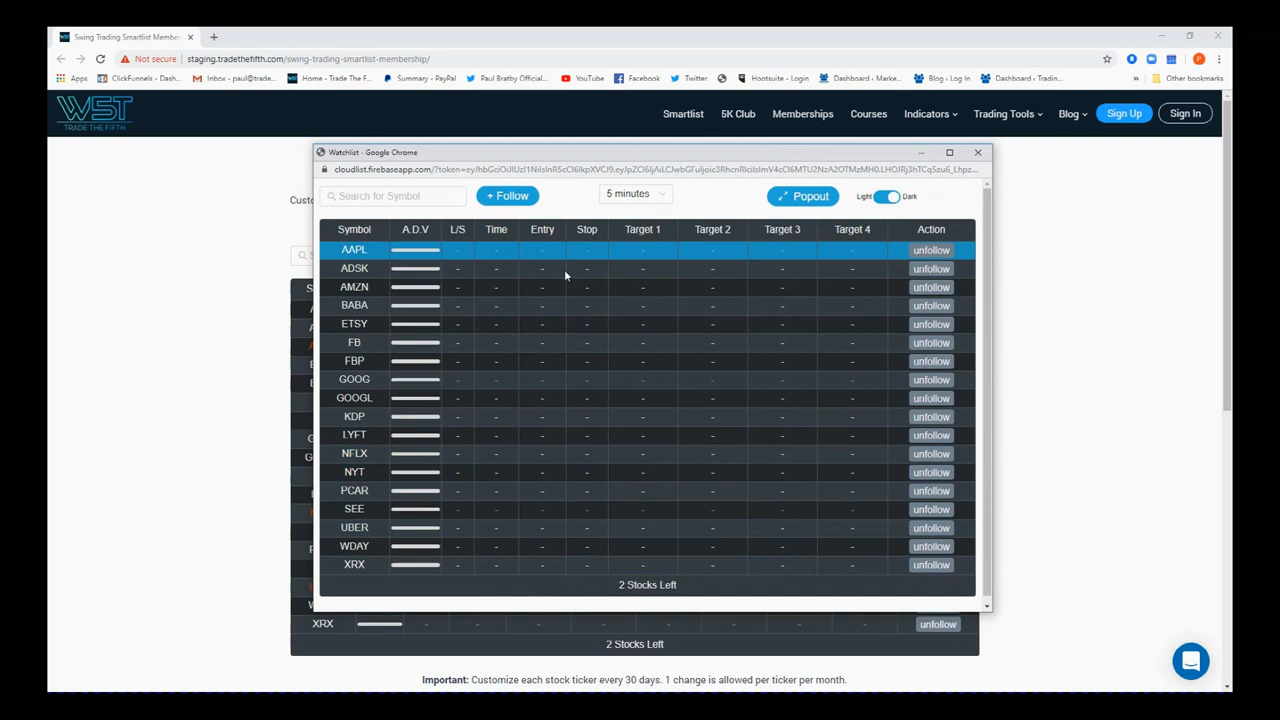 Swing Trading Smartlist Membe
Not secure staging.tradethefifth.com/swing-trading-smartlist-membership/
Apps ClickFunnels - Dash... Inbox - paul@trade... Home - Trade The F... Summary - PayPal Paul Bratby Official... YouTube Facebook Twitter Hootsuite - Login Dashboard ‹ Marke... Blog ‹ Log In Dashboard ‹ Tradin... » Other bookmarks
W5T TRADE THE FIFTH
Smartlist 5K Club Memberships Courses Indicators Trading Tools Blog Sign Up Sign In
Watchlist - Google Chrome
Search for Symbol + Follow 5 minutes Popout Light Dark
Symbol A.D.V L/S Time Entry Stop Target 1 Target 2 Target 3 Target 4 Action
AAPL - - - - - - - - unfollow
ADSK - - - - - - - - unfollow
AMZN - - - - - - - - unfollow
BABA - - - - - - - - unfollow
ETSY - - - - - - - - unfollow
FB - - - - - - - - unfollow
FBP - - - - - - - - unfollow
GOOG - - - - - - - - unfollow
GOOGL - - - - - - - - unfollow
KDP - - - - - - - - unfollow
LYFT - - - - - - - - unfollow
NFLX - - - - - - - - unfollow
NYT - - - - - - - - unfollow
PCAR - - - - - - - - unfollow
SEE - - - - - - - - unfollow
UBER - - - - - - - - unfollow
WDAY - - - - - - - - unfollow
XRX - - - - - - - - unfollow
2 Stocks Left
XRX - - - - - - - - unfollow
2 Stocks Left
Important: Customize each stock ticker every 30 days. 1 change is allowed per ticker per month.